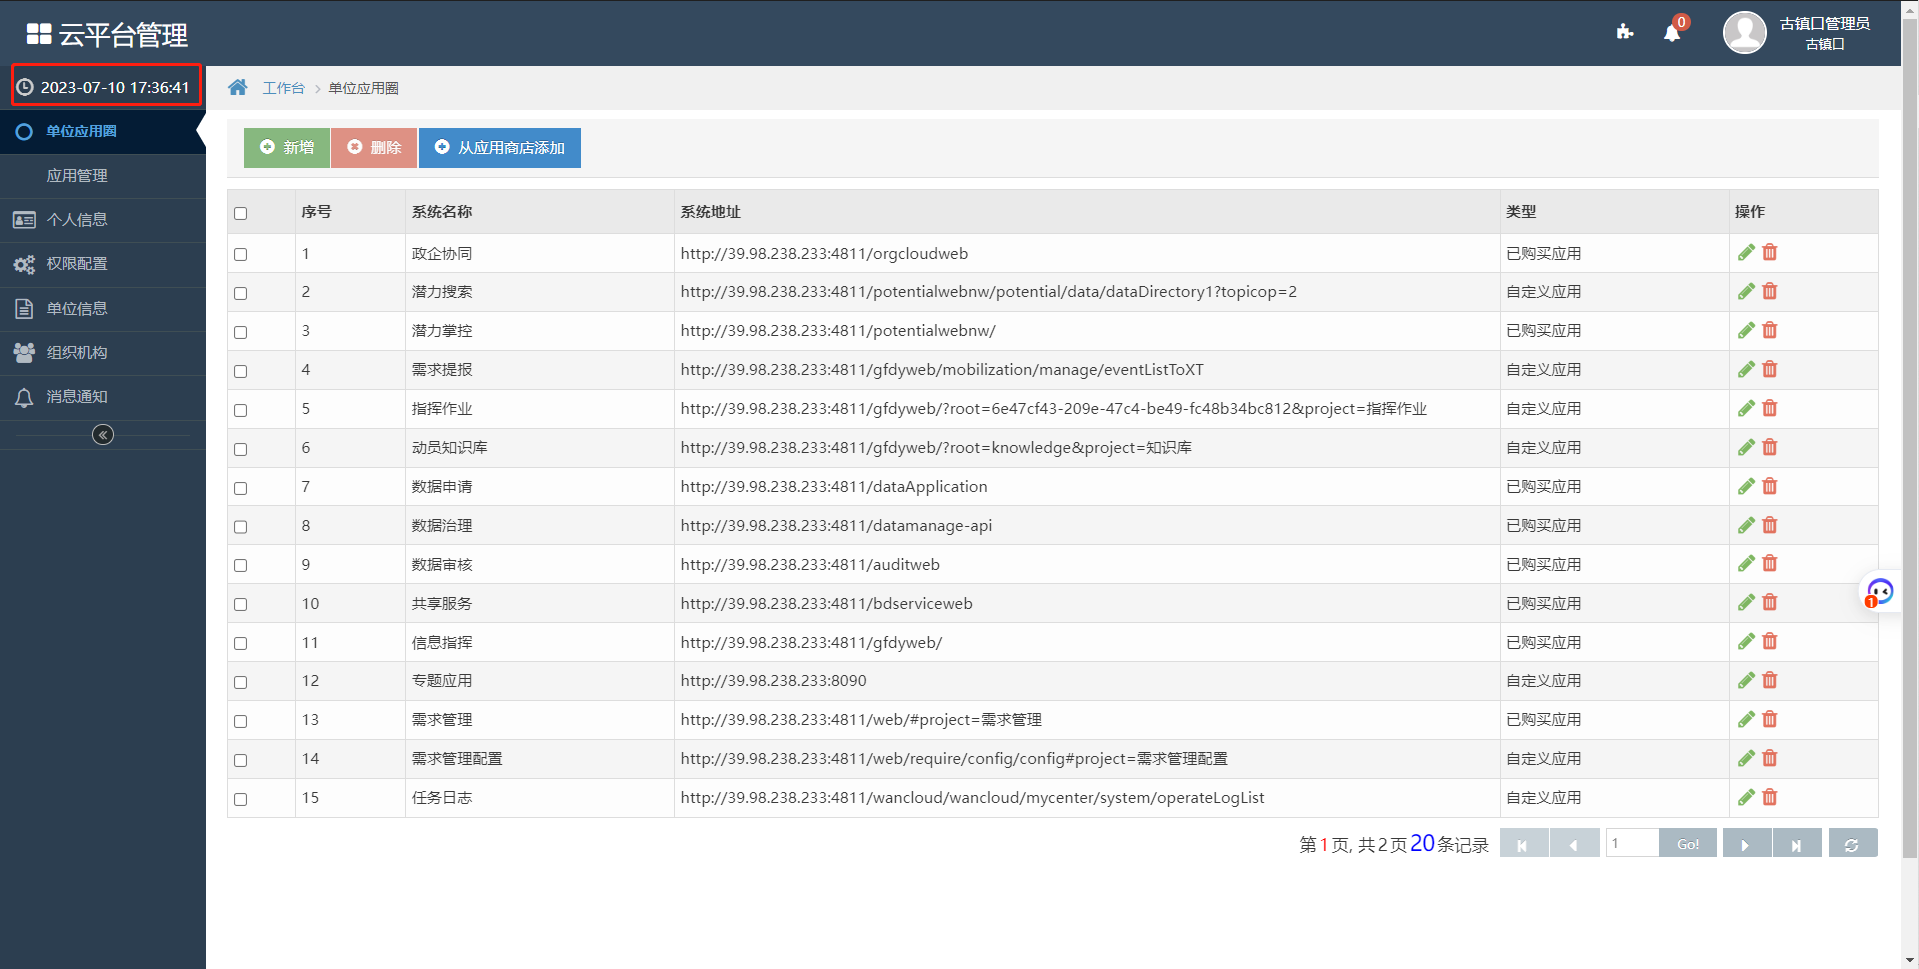 云平台管理
0
古镇口管理员
古镇口
2023-07-10 17:36:41
工作台
单位应用圈
单位应用圈
应用管理
个人信息
权限配置
单位信息
组织机构
消息通知
新增 删除 从应用商店添加
序号 系统名称 系统地址 类型 操作
1 政企协同 http://39.98.238.233:4811/orgcloudweb 已购买应用
2 潜力搜索 http://39.98.238.233:4811/potentialwebnw/potential/data/dataDirectory1?topicop=2 自定义应用
3 潜力掌控 http://39.98.238.233:4811/potentialwebnw/ 已购买应用
4 需求提报 http://39.98.238.233:4811/gfdyweb/mobilization/manage/eventListToXT 自定义应用
5 指挥作业 http://39.98.238.233:4811/gfdyweb/?root=6e47cf43-209e-47c4-be49-fc48b34bc812&project=指挥作业 自定义应用
6 动员知识库 http://39.98.238.233:4811/gfdyweb/?root=knowledge&project=知识库 自定义应用
7 数据申请 http://39.98.238.233:4811/dataApplication 已购买应用
8 数据治理 http://39.98.238.233:4811/datamanage-api 已购买应用
9 数据审核 http://39.98.238.233:4811/auditweb 已购买应用
10 共享服务 http://39.98.238.233:4811/bdserviceweb 已购买应用
11 信息指挥 http://39.98.238.233:4811/gfdyweb/ 已购买应用
12 专题应用 http://39.98.238.233:8090 自定义应用
13 需求管理 http://39.98.238.233:4811/web/#project=需求管理 已购买应用
14 需求管理配置 http://39.98.238.233:4811/web/require/config/config#project=需求管理配置 自定义应用
15 任务日志 http://39.98.238.233:4811/wancloud/wancloud/mycenter/system/operateLogList 自定义应用
1
第1页, 共2页20条记录 1 Go!